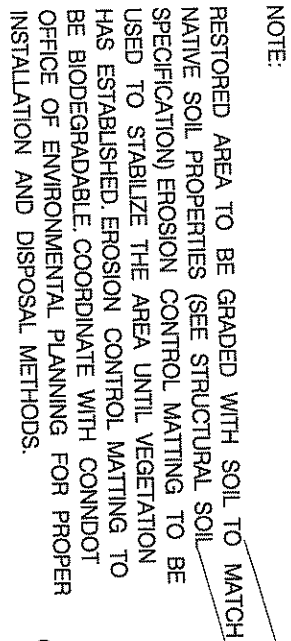 NOTE:
RESTORED AREA TO BE GRADED WITH SOIL TO MATCH
NATIVE SOIL PROPERTIES (SEE STRUCTURAL SOIL
SPECIFICATION) EROSION CONTROL MATTING TO BE
USED TO STABILIZE THE AREA UNTIL VEGETATION
HAS ESTABLISHED. EROSION CONTROL MATTING TO
BE BIODEGRADABLE. COORDINATE WITH CONNDOT
OFFICE OF ENVIRONMENTAL PLANNING FOR PROPER
INSTALLATION AND DISPOSAL METHODS.